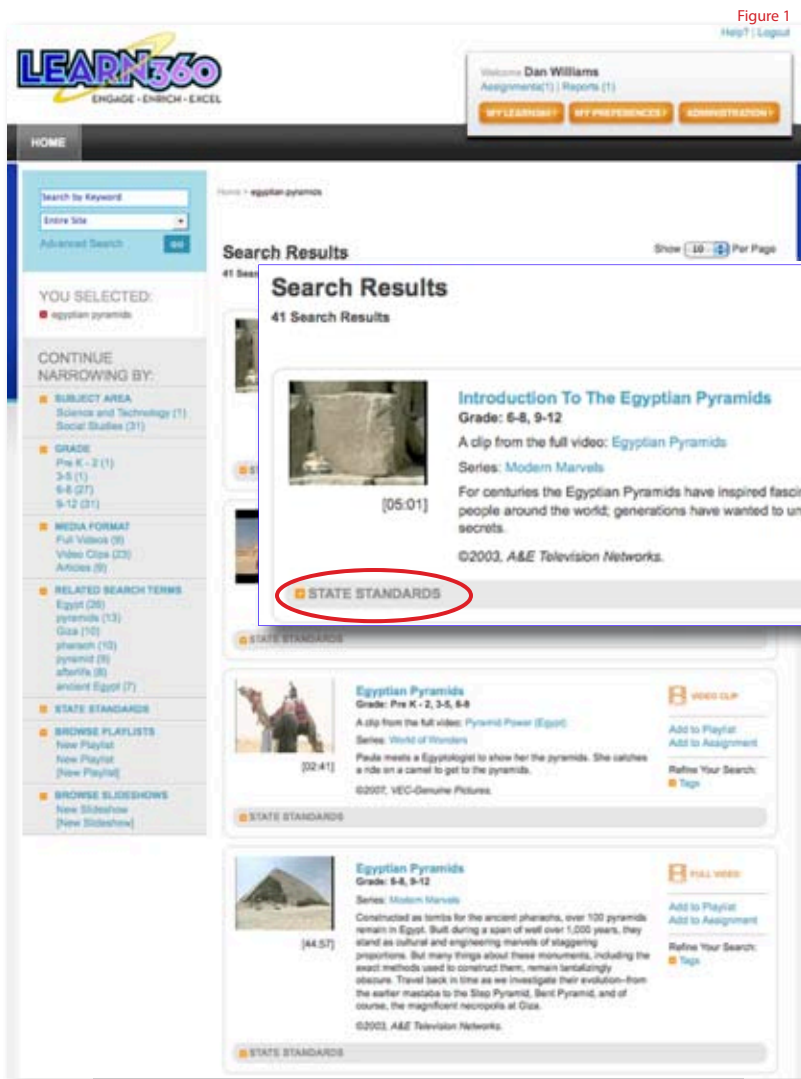 Figure 1
Help? | Logout
LEARN360
ENGAGE - ENRICH - EXCEL
Welcome Dan Williams
Assignments(1) | Reports (1)
MY LEARN360 MY PREFERENCES ADMINISTRATION
HOME
Search by Keyword
Entire Site
Advanced Search GO
Home > egyptian pyramids
Search Results
Show 10 Per Page
YOU SELECTED:
egyptian pyramids
CONTINUE
NARROWING BY:
SUBJECT AREA
Science and Technology (1)
Social Studies (31)
GRADE
Pre K - 2 (1)
3-5 (1)
6-8 (27)
9-12 (31)
MEDIA FORMAT
Full Videos (9)
Video Clips (23)
Articles (9)
RELATED SEARCH TERMS
Egypt (26)
pyramids (13)
Giza (10)
pharaoh (10)
pyramid (9)
afterlife (8)
ancient Egypt (7)
STATE STANDARDS
BROWSE PLAYLISTS
New Playlist
New Playlist
[New Playlist]
BROWSE SLIDESHOWS
New Slideshow
[New Slideshow]
Search Results
41 Search Results
Introduction To The Egyptian Pyramids
Grade: 6-8, 9-12
A clip from the full video: Egyptian Pyramids
Series: Modern Marvels
[05:01]
For centuries the Egyptian Pyramids have inspired
people around the world; generations have wanted to
secrets.
©2003, A&E Television Networks.
STATE STANDARDS
STATE STANDARDS
Egyptian Pyramids
Grade: Pre K - 2, 3-5, 6-8
A clip from the full video: Pyramid Power (Egypt)
Series: World of Wonders
[02:41]
Paula meets a Egyptologist to show her the pyramids. She catches
a ride on a camel to get to the pyramids.
©2007, VEC-Genuine Pictures.
VIDEO CLIP
Add to Playlist
Add to Assignment
Refine Your Search:
Tags
STATE STANDARDS
Egyptian Pyramids
Grade: 6-8, 9-12
Series: Modern Marvels
[44:57]
Constructed as tombs for the ancient pharaohs, over 100 pyramids
remain in Egypt. Built during a span of well over 1,000 years, they
stand as cultural and engineering marvels of staggering
proportions. But many things about these monuments, including the
exact methods used to construct them, remain tantalizingly
obscure. Travel back in time as we investigate their evolution–from
the earlier mastaba to the Step Pyramid, Bent Pyramid, and of
course, the magnificent necropolis at Giza.
©2003, A&E Television Networks.
FULL VIDEO
Add to Playlist
Add to Assignment
Refine Your Search:
Tags
STATE STANDARDS